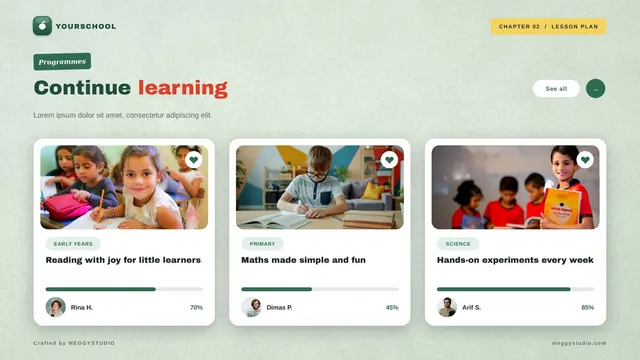 YOURSCHOOL
CHAPTER 02 / LESSON PLAN
Programmes
Continue learning
See all →
Lorem ipsum dolor sit amet, consectetur adipiscing elit.
EARLY YEARS
Reading with joy for little learners
Rina H. 70%
PRIMARY
Maths made simple and fun
Dimas P. 45%
SCIENCE
Hands-on experiments every week
Arif S. 85%
Crafted by MEGGYSTUDIO
meggystudio.com